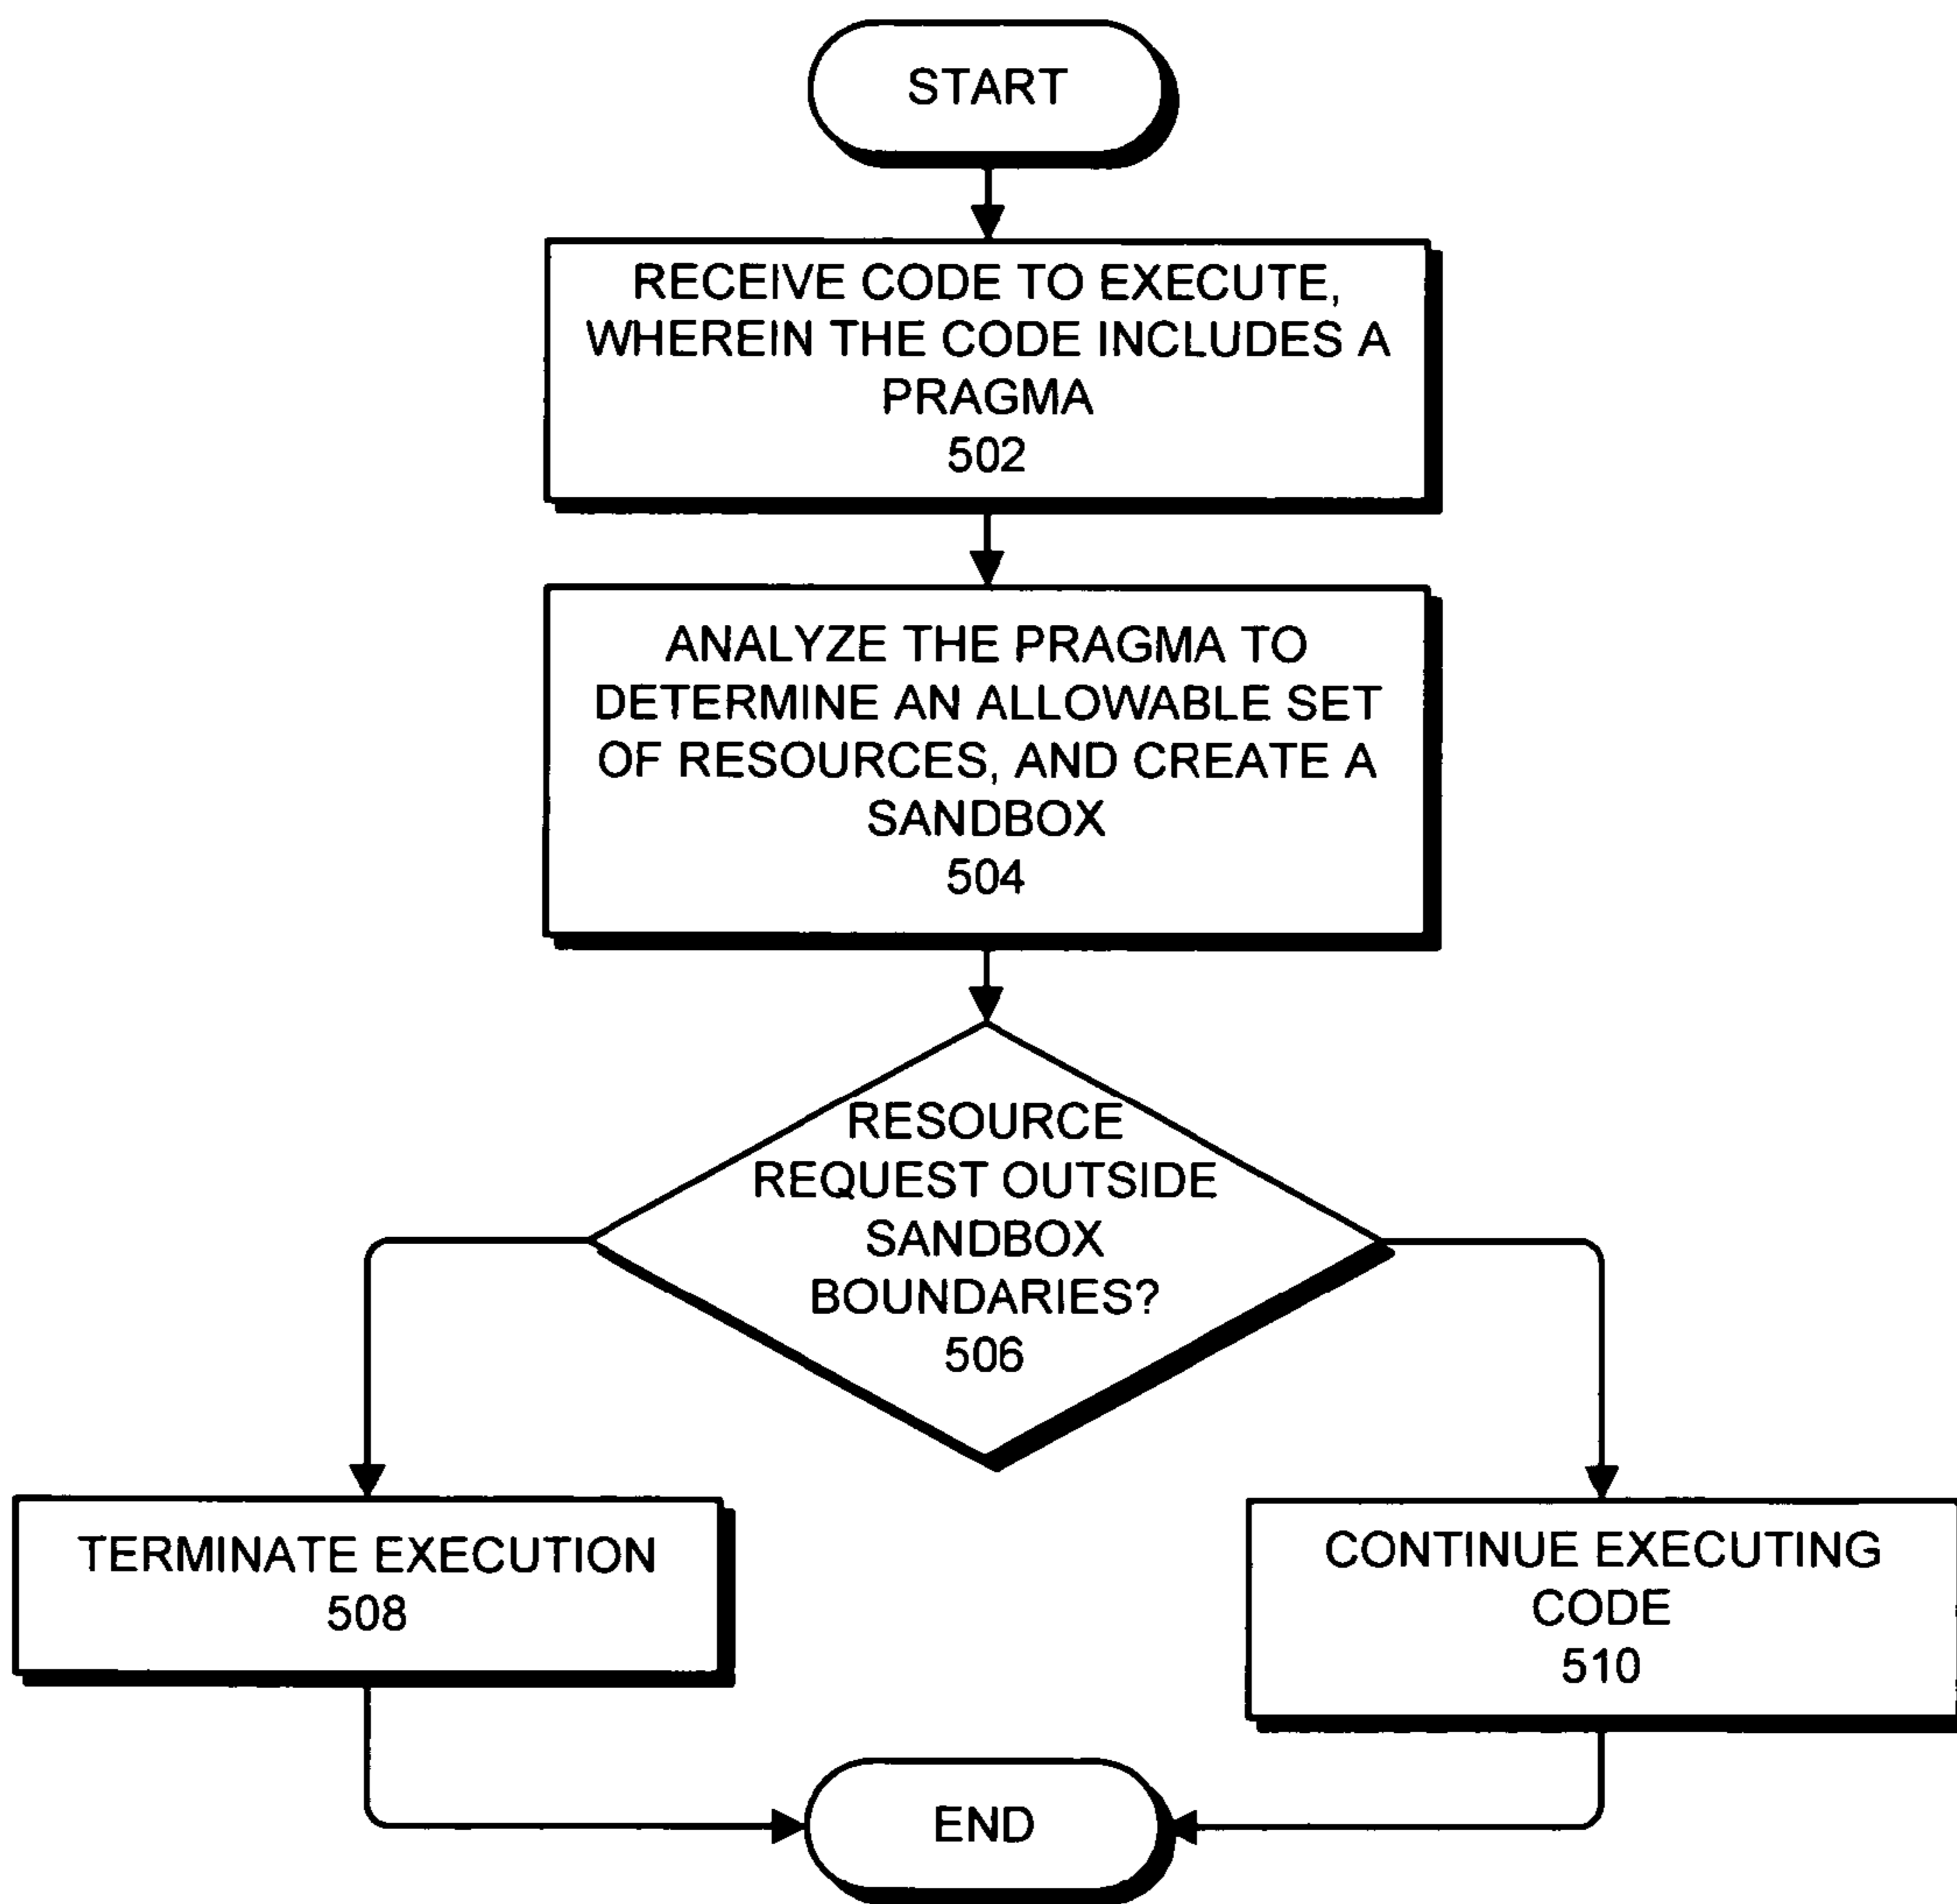 START
RECEIVE CODE TO EXECUTE,
WHEREIN THE CODE INCLUDES A
PRAGMA
502
ANALYZE THE PRAGMA TO
DETERMINE AN ALLOWABLE SET
OF RESOURCES, AND CREATE A
SANDBOX
504
RESOURCE
REQUEST OUTSIDE
SANDBOX
BOUNDARIES?
506
TERMINATE EXECUTION
508
CONTINUE EXECUTING
CODE
510
END